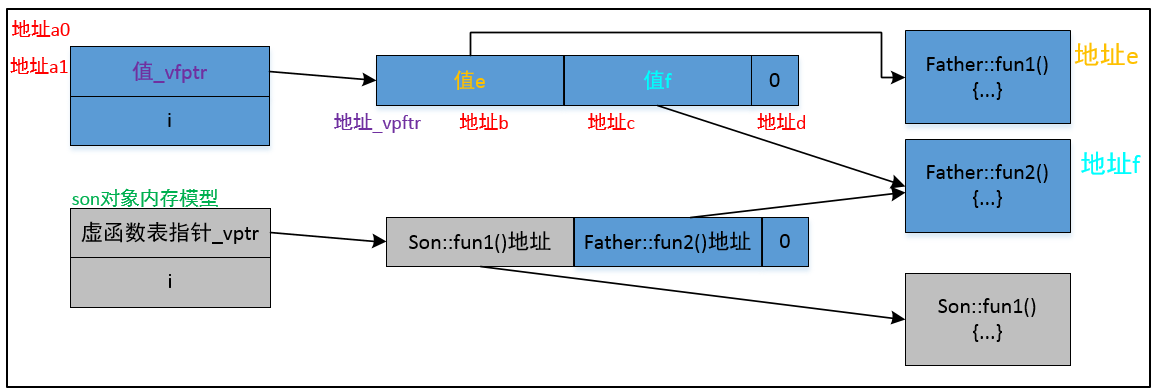 地址a0
地址a1
值_vfptr
i
值e
值f
0
地址_vpftr
地址b
地址c
地址d
Father::fun1()
{...}
地址e
Father::fun2()
{...}
地址f
son对象内存模型
虚函数表指针_vptr
i
Son::fun1()地址
Father::fun2()地址
0
Son::fun1()
{...}